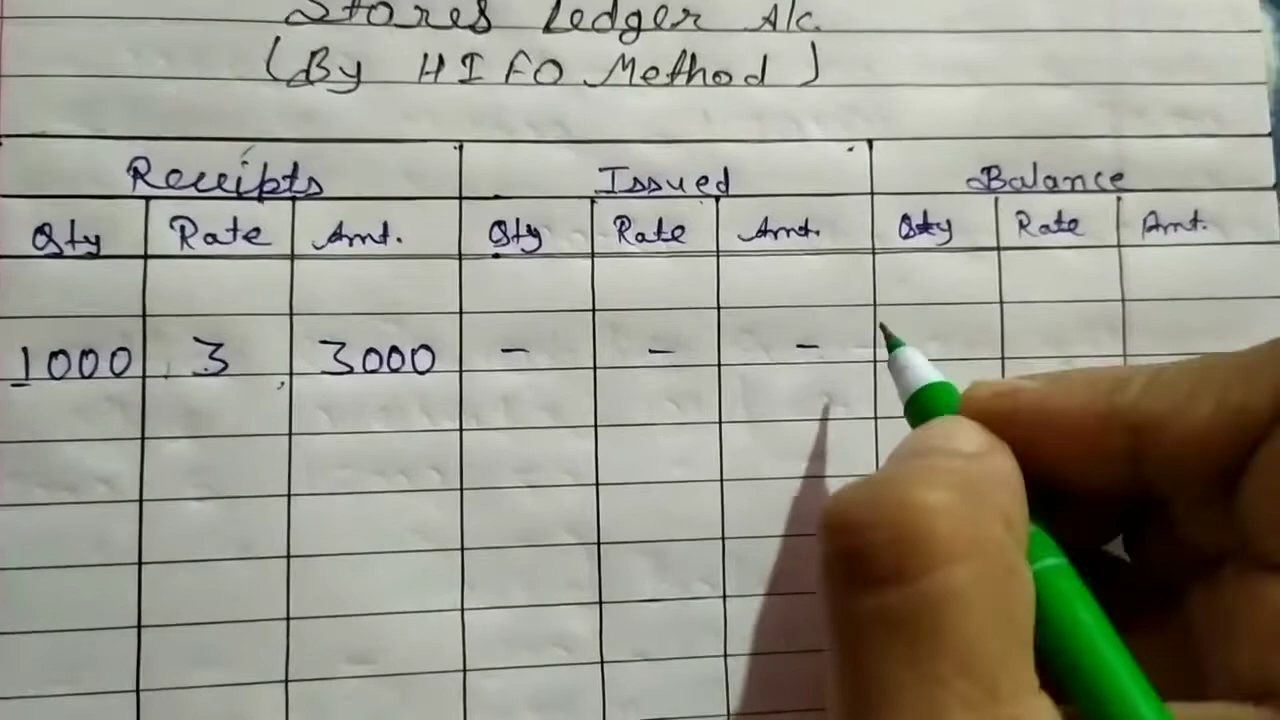 Stores Ledger A/c.
(By HIFO Method)
Receipts Issued Balance
Qty Rate Amt. Qty Rate Amt. Qty Rate Amt.
1000 3 3000 - - -